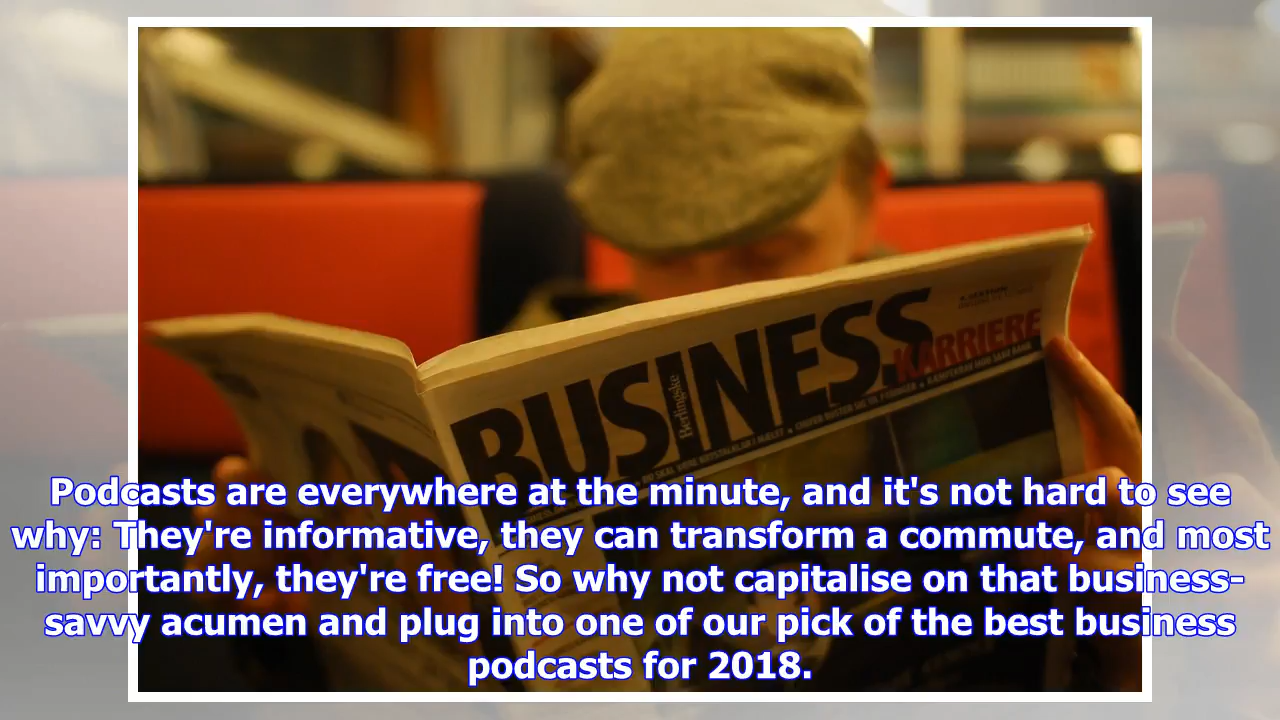 BUSINESS
Berlingske
KARRIERE
Podcasts are everywhere at the minute, and it's not hard to see
why: They're informative, they can transform a commute, and most
importantly, they're free! So why not capitalise on that business-
savvy acumen and plug into one of our pick of the best business
podcasts for 2018.